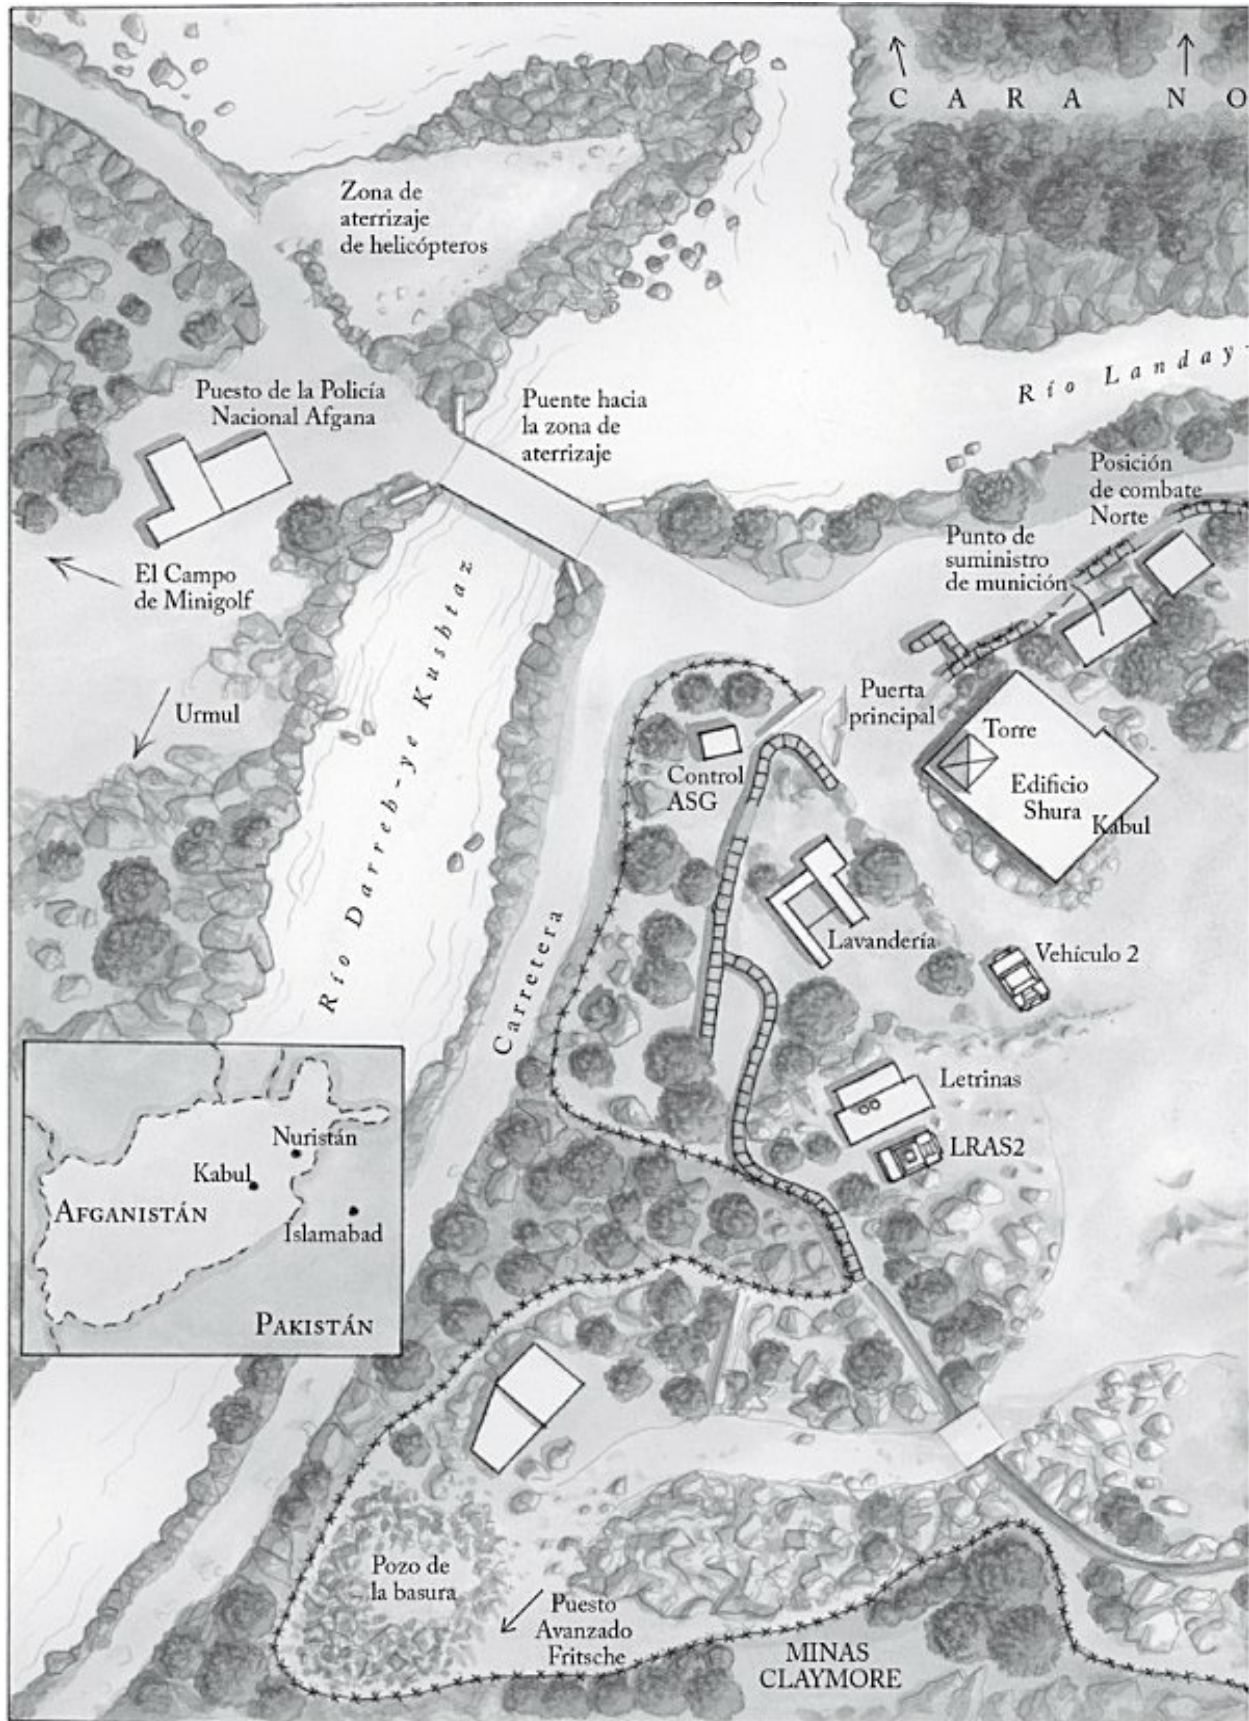 C A R A N O
Zona de
aterrizaje
de helicópteros
Río Landay-
Puesto de la Policía
Nacional Afgana
Puente hacia
la zona de
aterrizaje
Posición
de combate
Norte
Punto de
suministro
de munición
El Campo
de Minigolf
Urmul
Río Darreh-ye Kushtaz
Puerta
principal
Torre
Edificio
Shura
Kabul
Control
ASG
Carretera
Lavandería
Vehículo 2
Letrinas
LRAS2
Nuristán
Kabul
AFGANISTÁN
Islamabad
PAKISTÁN
Pozo de
la basura
Puesto
Avanzado
Fritsche
MINAS
CLAYMORE